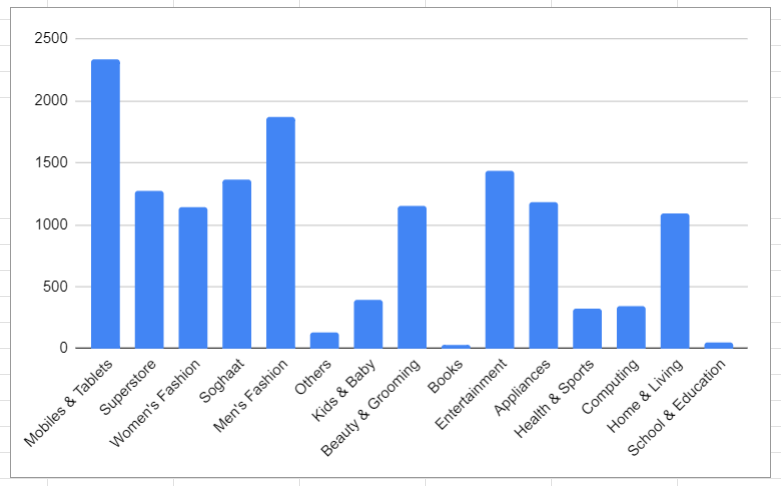 2500
2000
1500
1000
500
0
Mobiles & Tablets
Superstore
Women's Fashion
Soghaat
Men's Fashion
Others
Kids & Baby
Beauty & Grooming
Books
Entertainment
Appliances
Health & Sports
Computing
Home & Living
School & Education